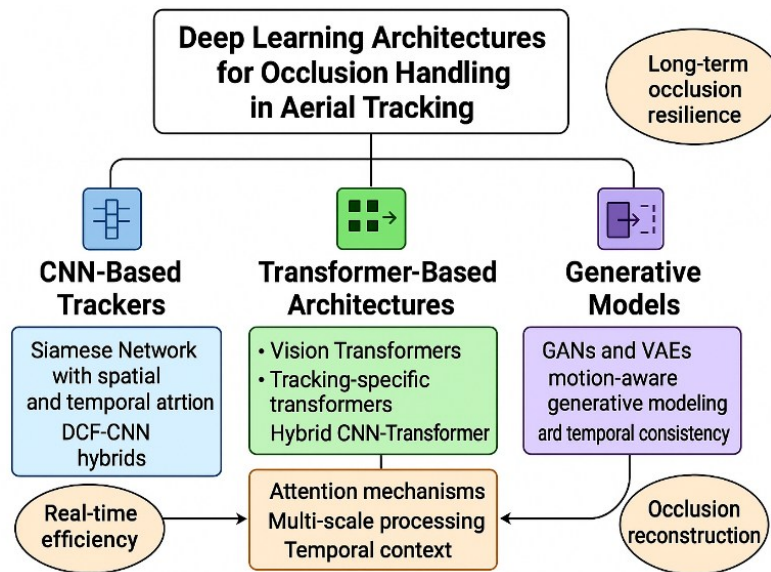 Deep Learning Architectures
for Occlusion Handling
in Aerial Tracking
Long-term
occlusion
resilience
CNN-Based
Trackers
Siamese Network
with spatial
and temporal atrtion
DCF-CNN
hybrids
Transformer-Based
Architectures
• Vision Transformers
• Tracking-specific
transformers
Hybrid CNN-Transformer
Generative
Models
GANs and VAEs
motion-aware
generative modeling
ard temporal consistency
Real-time
efficiency
Attention mechanisms
Multi-scale processing
Temporal context
Occlusion
reconstruction